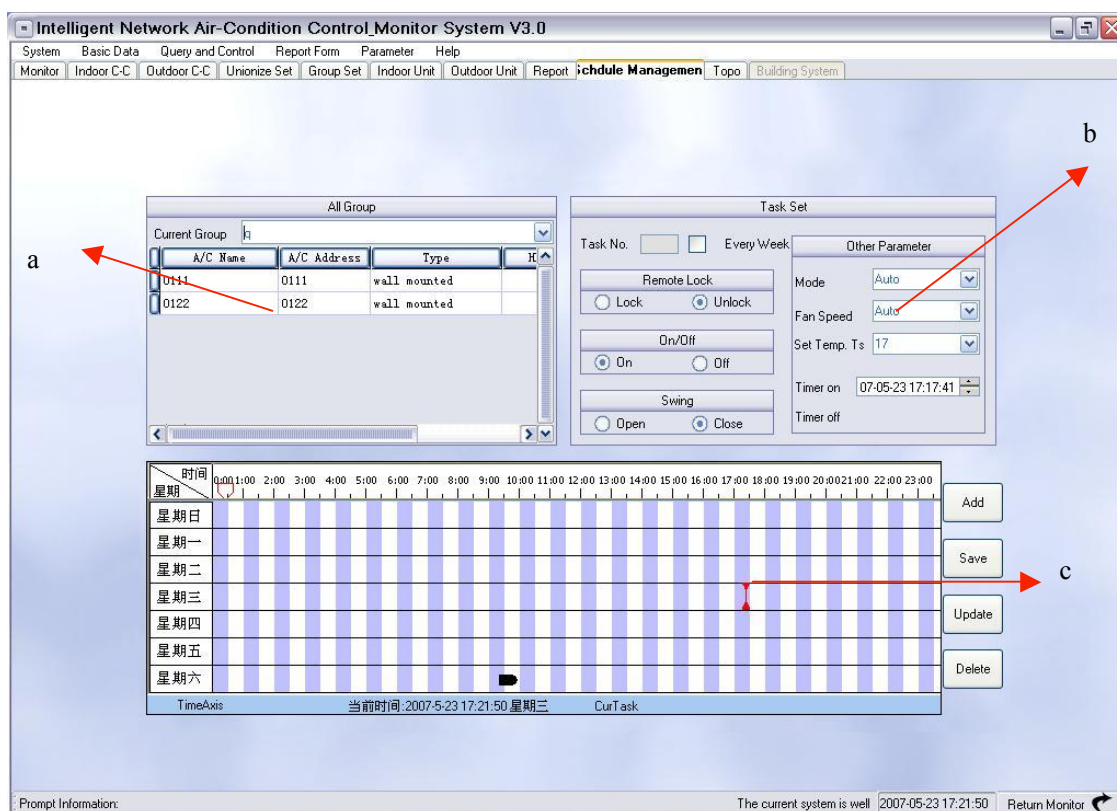 Intelligent Network Air-Condition Control_Monitor System V3.0
System Basic Data Query and Control Report Form Parameter Help
Monitor Indoor C-C Outdoor C-C Unionize Set Group Set Indoor Unit Outdoor Unit Report Schdule Managemen Topo Building System
b
a
All Group
Current Group q
A/C Name A/C Address Type H
0111 0111 wall mounted
0122 0122 wall mounted
Task Set
Task No. Every Week
Remote Lock
Lock Unlock
On/Off
On Off
Swing
Open Close
Other Parameter
Mode Auto
Fan Speed Auto
Set Temp. Ts 17
Timer on 07-05-23 17:17:41
Timer off
时间
星期
0:00 1:00 2:00 3:00 4:00 5:00 6:00 7:00 8:00 9:00 10:00 11:00 12:00 13:00 14:00 15:00 16:00 17:00 18:00 19:00 20:00 21:00 22:00 23:00
星期日
星期一
星期二
星期三
星期四
星期五
星期六
TimeAxis 当前时间:2007-5-23 17:21:50 星期三 CurTask
Add
Save
c
Update
Delete
Prompt Information: The current system is well 2007-05-23 17:21:50 Return Monitor